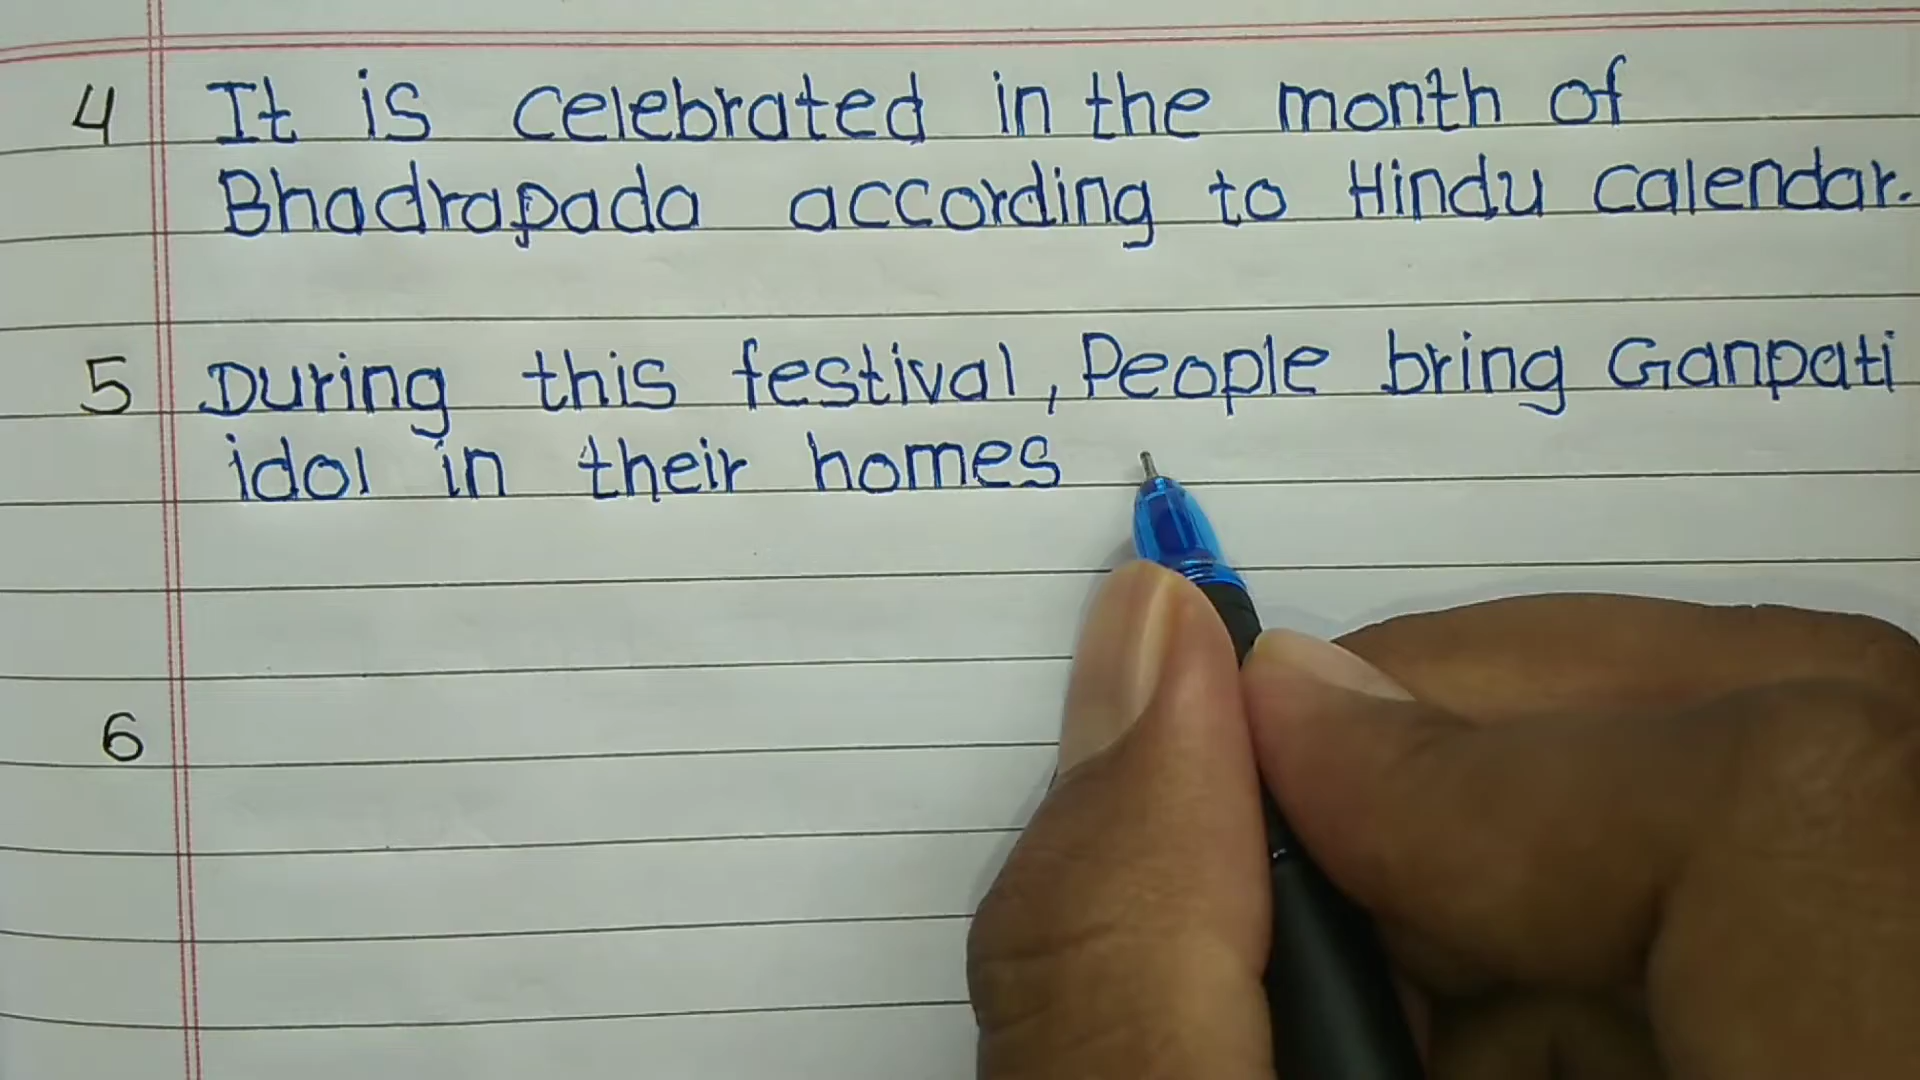 4 It is celebrated in the month of
Bhadrapada according to Hindu calendar.
5 During this festival, People bring Ganpati
idol in their homes
6